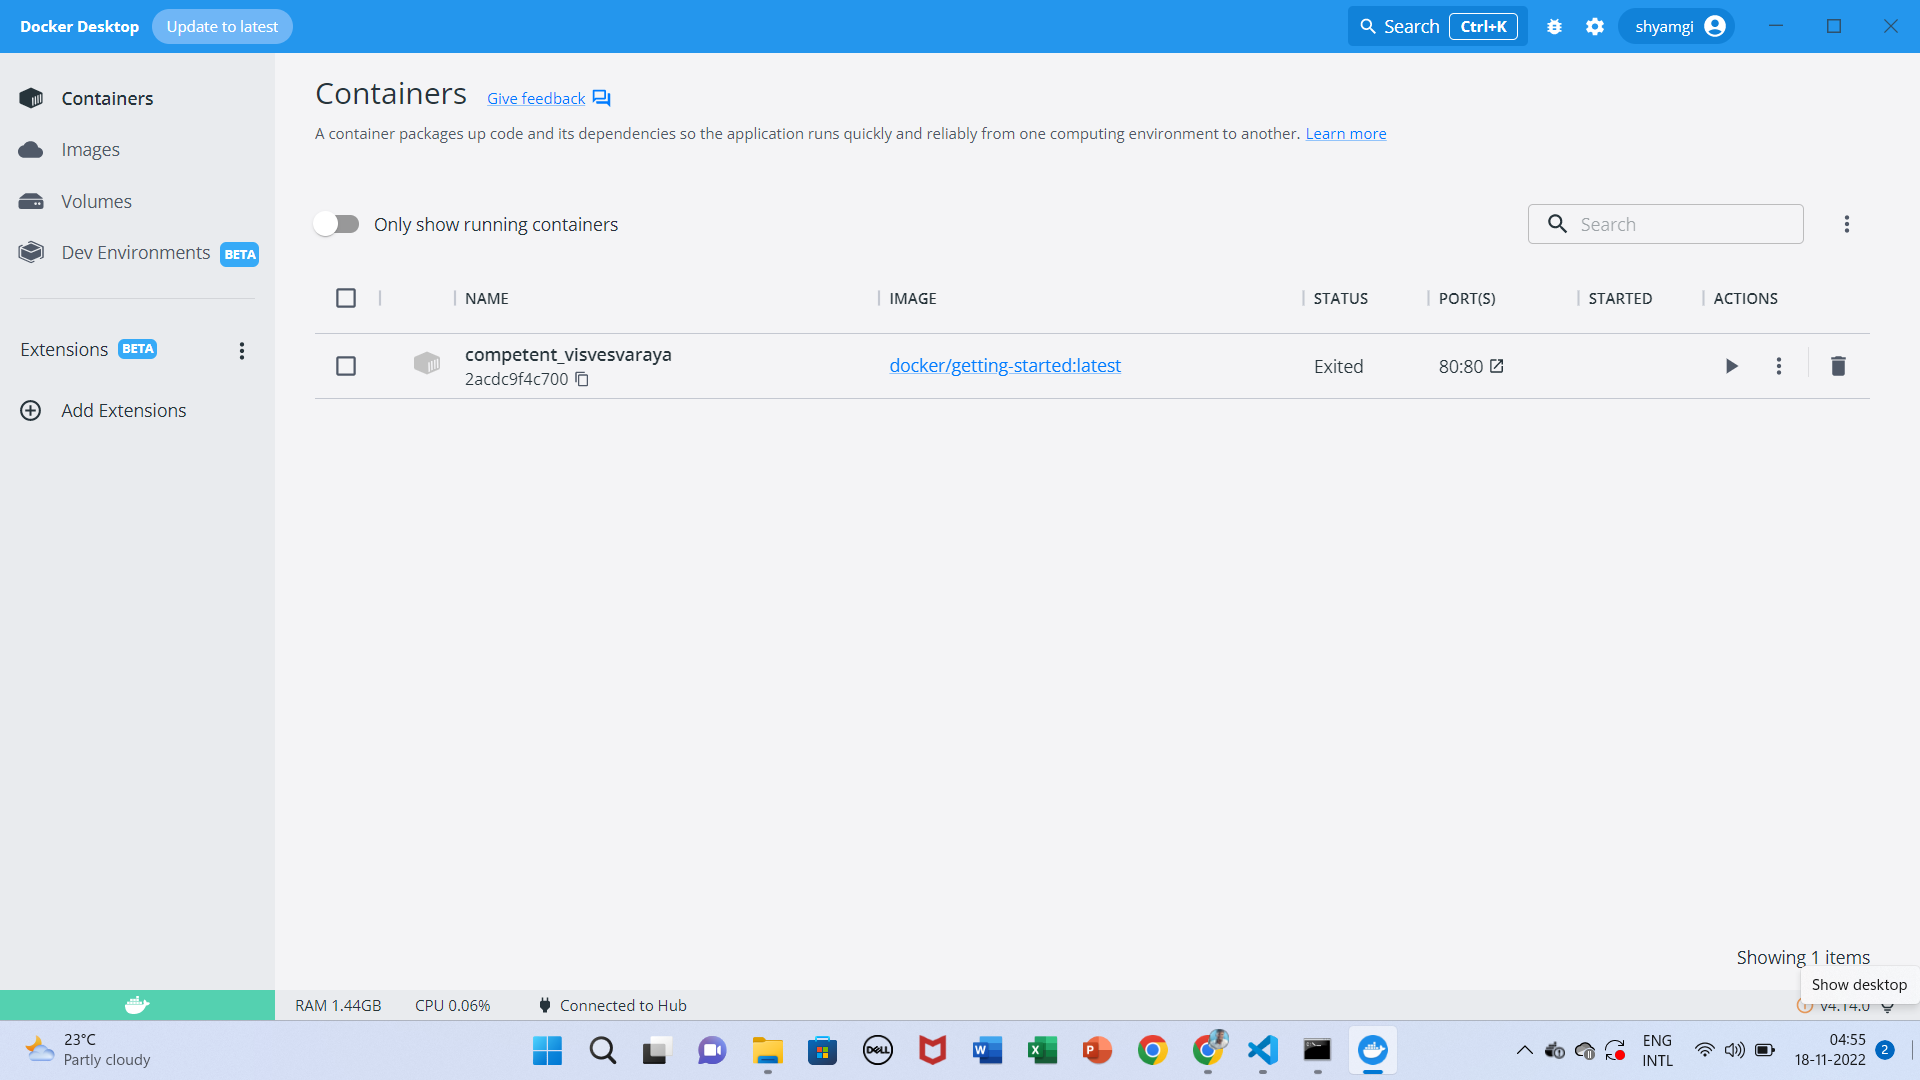 Docker Desktop Update to latest Search Ctrl+K shyamgi
Containers
Images
Volumes
Dev Environments BETA
Extensions BETA
Add Extensions
Containers Give feedback
A container packages up code and its dependencies so the application runs quickly and reliably from one computing environment to another. Learn more
Only show running containers Search
NAME IMAGE STATUS PORT(S) STARTED ACTIONS
competent_visvesvaraya
2acdc9f4c700 docker/getting-started:latest Exited 80:80
Showing 1 items
Show desktop
RAM 1.44GB CPU 0.06% Connected to Hub v4.14.0
23°C
Partly cloudy
DELL
W
X
P
ENG
INTL
04:55
18-11-2022
2